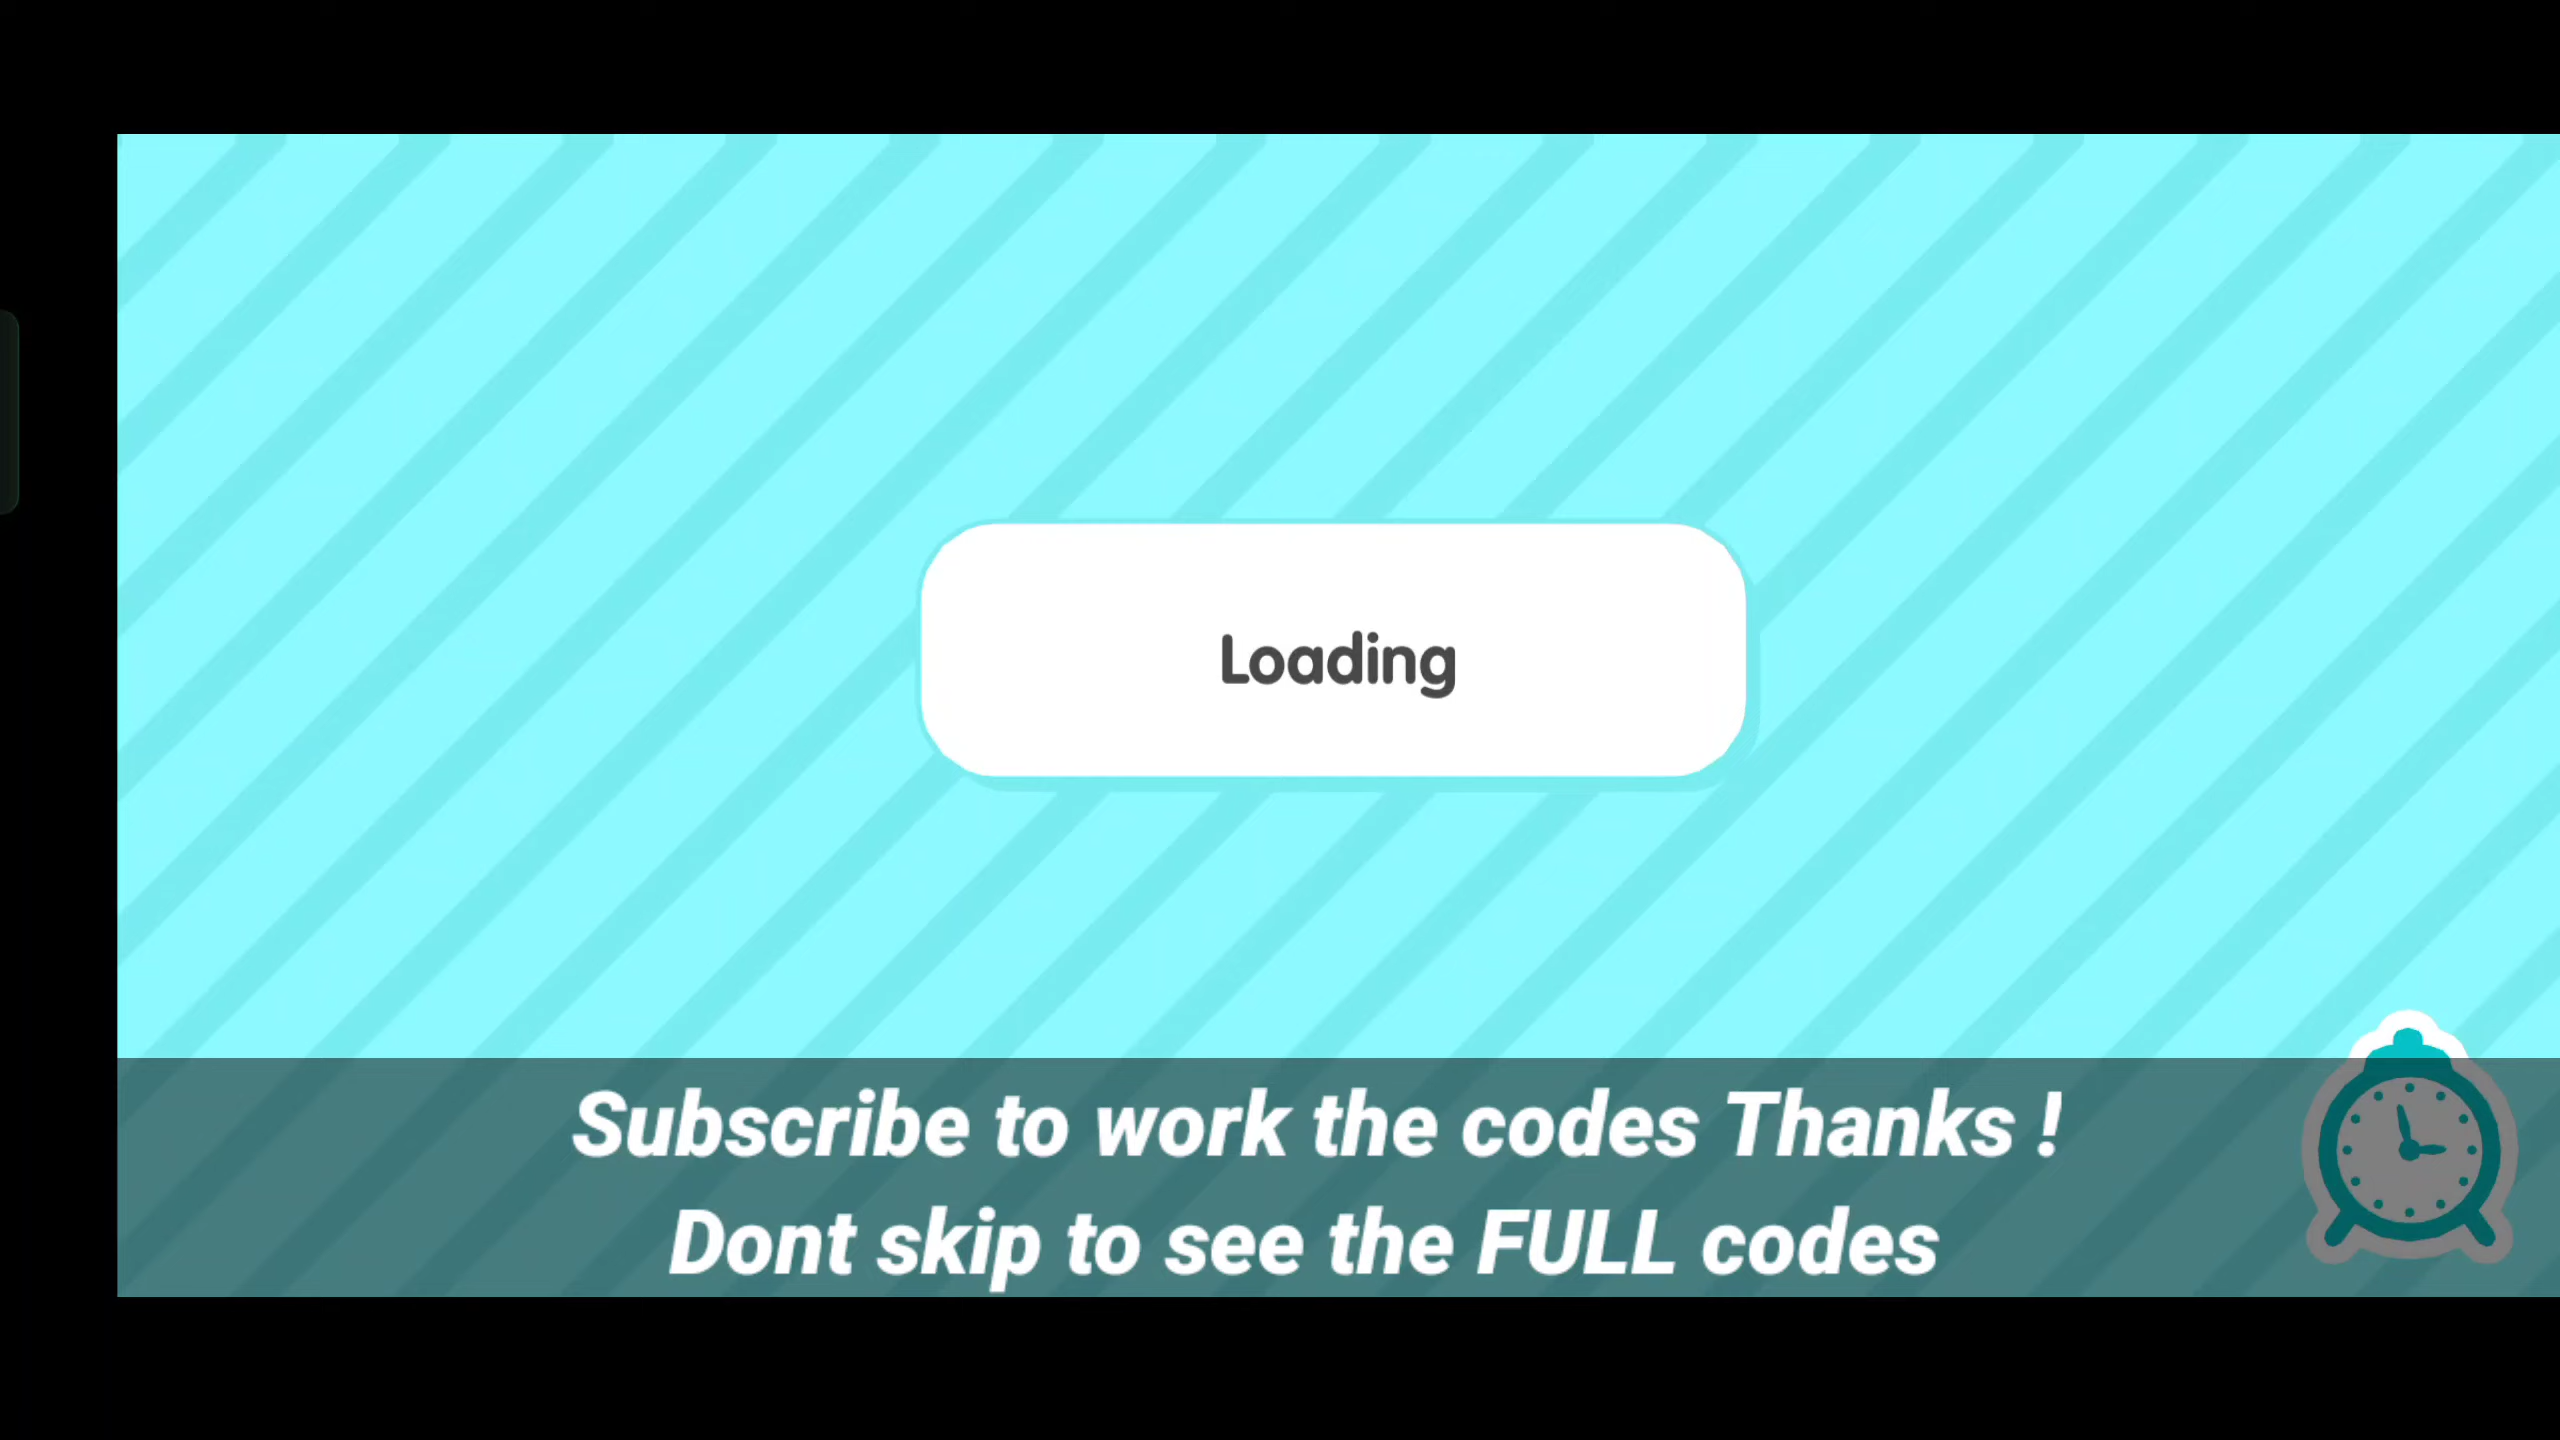 Loading
Subscribe to work the codes Thanks !
Dont skip to see the FULL codes